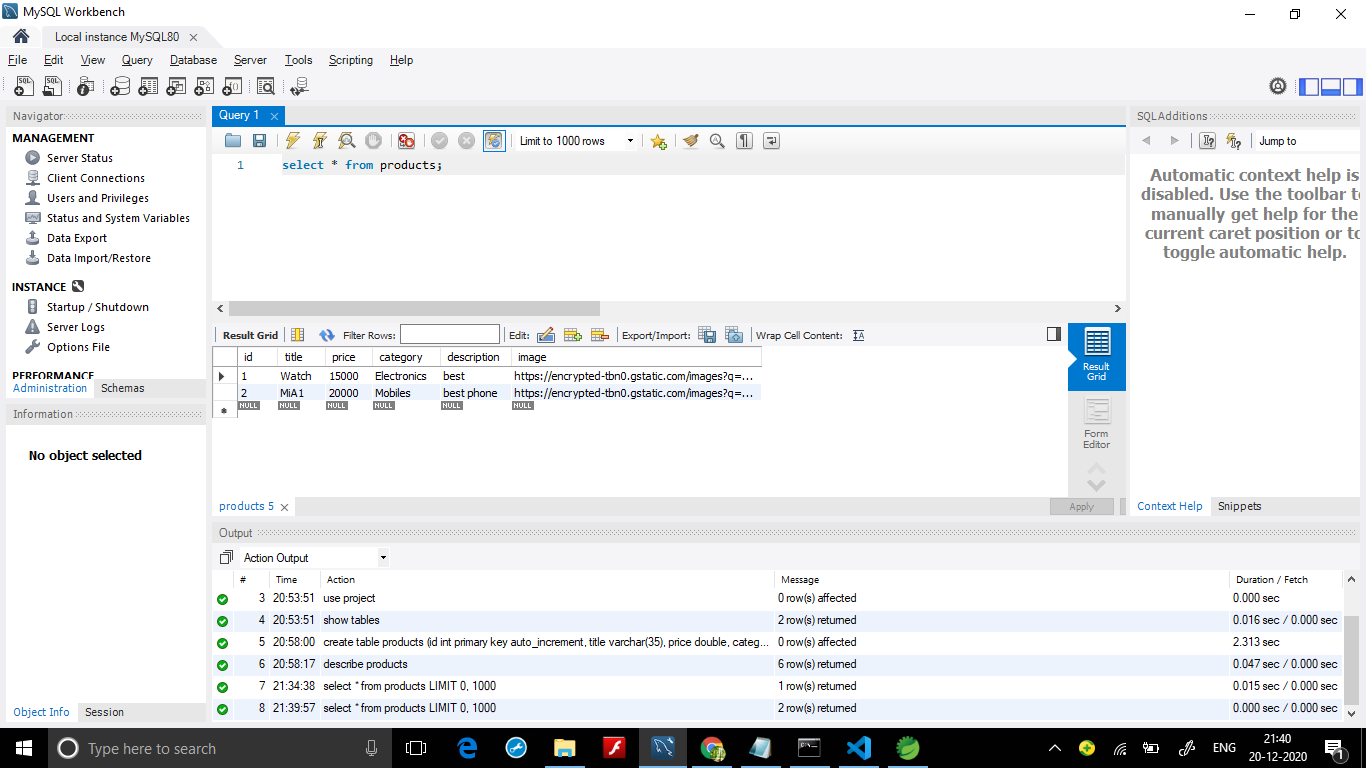 MySQL Workbench
Local instance MySQL80
File Edit View Query Database Server Tools Scripting Help
Navigator
MANAGEMENT
Server Status
Client Connections
Users and Privileges
Status and System Variables
Data Export
Data Import/Restore
INSTANCE
Startup / Shutdown
Server Logs
Options File
PERFORMANCE
Administration Schemas
Information
No object selected
Object Info Session
Query 1
Limit to 1000 rows
1 select * from products;
Result Grid Filter Rows: Edit: Export/Import: Wrap Cell Content:
id title price category description image
1 Watch 15000 Electronics best https://encrypted-tbn0.gstatic.com/images?q=...
2 MiA1 20000 Mobiles best phone https://encrypted-tbn0.gstatic.com/images?q=...
NULL NULL NULL NULL NULL NULL
Result
Grid
Form
Editor
products 5
Apply
SQLAdditions
Jump to
Automatic context help is
disabled. Use the toolbar to
manually get help for the
current caret position or to
toggle automatic help.
Context Help Snippets
Output
Action Output
# Time Action Message Duration / Fetch
3 20:53:51 use project 0 row(s) affected 0.000 sec
4 20:53:51 show tables 2 row(s) returned 0.016 sec / 0.000 sec
5 20:58:00 create table products (id int primary key auto_increment, title varchar(35), price double, categ... 0 row(s) affected 2.313 sec
6 20:58:17 describe products 6 row(s) returned 0.047 sec / 0.000 sec
7 21:34:38 select * from products LIMIT 0, 1000 1 row(s) returned 0.015 sec / 0.000 sec
8 21:39:57 select * from products LIMIT 0, 1000 2 row(s) returned 0.000 sec / 0.000 sec
Type here to search
ENG
21:40
20-12-2020
1